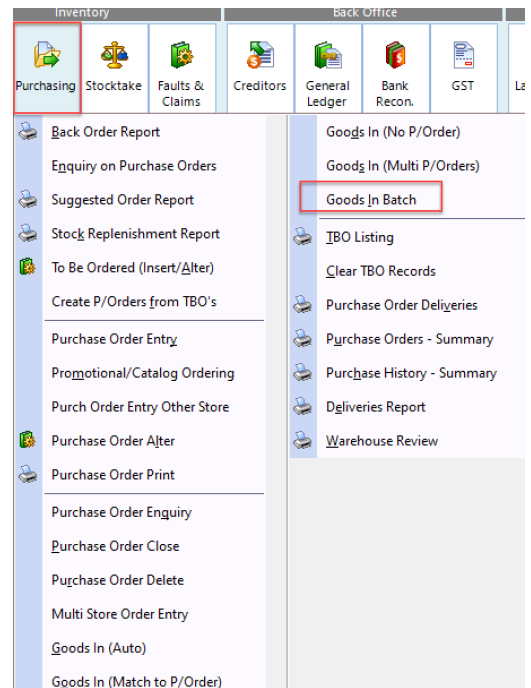 Inventory
Back Office
Purchasing
Stocktake
Faults &
Claims
Creditors
General
Ledger
Bank
Recon.
GST
Back Order Report
Enquiry on Purchase Orders
Suggested Order Report
Stock Replenishment Report
To Be Ordered (Insert/Alter)
Create P/Orders from TBO's
Purchase Order Entry
Promotional/Catalog Ordering
Purch Order Entry Other Store
Purchase Order Alter
Purchase Order Print
Purchase Order Enquiry
Purchase Order Close
Purchase Order Delete
Multi Store Order Entry
Goods In (Auto)
Goods In (Match to P/Order)
Goods In (No P/Order)
Goods In (Multi P/Orders)
Goods In Batch
TBO Listing
Clear TBO Records
Purchase Order Deliveries
Purchase Orders - Summary
Purchase History - Summary
Deliveries Report
Warehouse Review